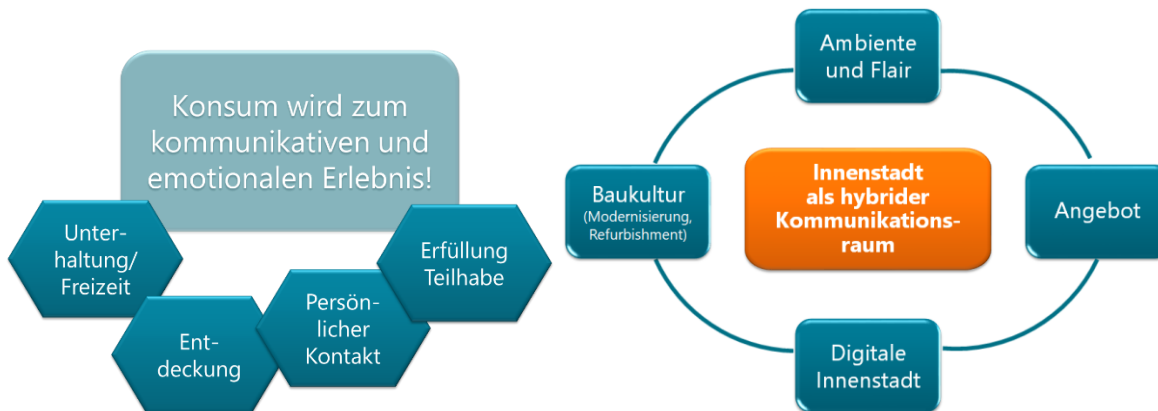 Konsum wird zum
kommunikativen und
emotionalen Erlebnis!
Unter-
haltung/
Freizeit
Ent-
deckung
Persön-
licher
Kontakt
Erfüllung
Teilhabe
Ambiente
und Flair
Baukultur
(Modernisierung,
Refurbishment)
Innenstadt
als hybrider
Kommunikations-
raum
Angebot
Digitale
Innenstadt